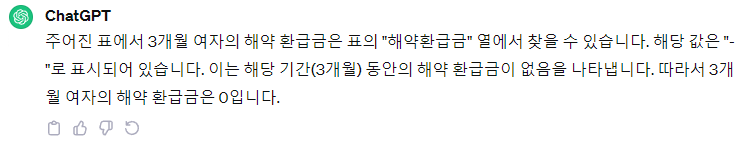 ChatGPT
주어진 표에서 3개월 여자의 해약 환급금은 표의 "해약환급금" 열에서 찾을 수 있습니다. 해당 값은 "-
"로 표시되어 있습니다. 이는 해당 기간(3개월) 동안의 해약 환급금이 없음을 나타냅니다. 따라서 3개
월 여자의 해약 환급금은 0입니다.